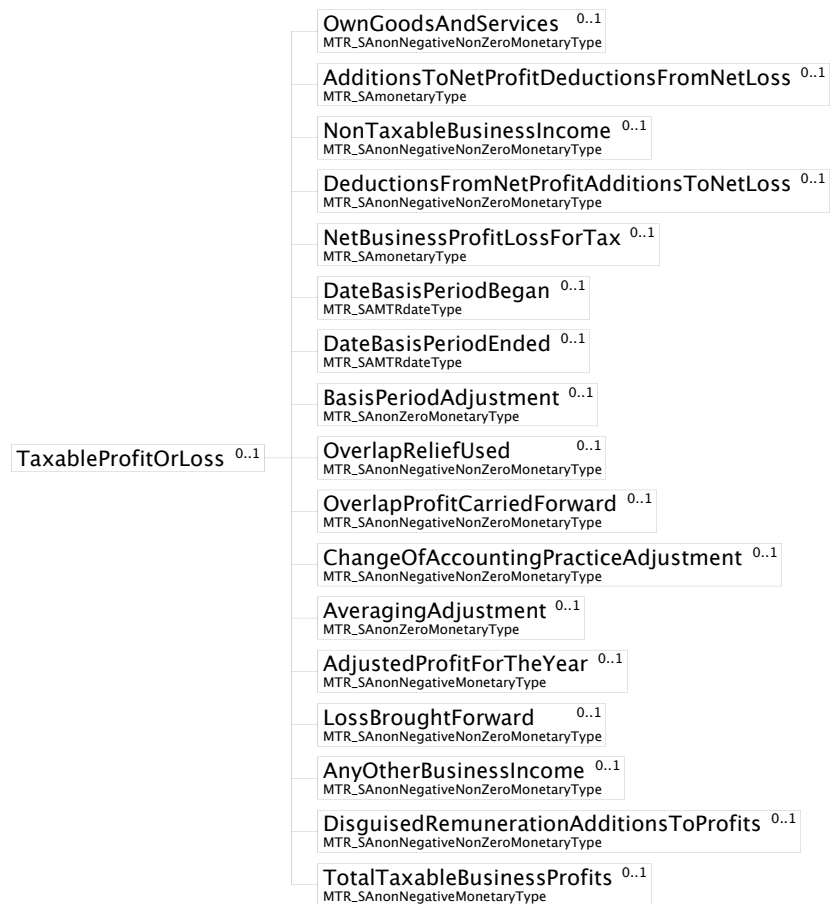 OwnGoodsAndServices 0..1
MTR_SAnonNegativeNonZeroMonetaryType
AdditionsToNetProfitDeductionsFromNetLoss 0..1
MTR_SAmonetaryType
NonTaxableBusinessIncome 0..1
MTR_SAnonNegativeNonZeroMonetaryType
DeductionsFromNetProfitAdditionsToNetLoss 0..1
MTR_SAnonNegativeNonZeroMonetaryType
NetBusinessProfitLossForTax 0..1
MTR_SAmonetaryType
DateBasisPeriodBegan 0..1
MTR_SAMTRdateType
DateBasisPeriodEnded 0..1
MTR_SAMTRdateType
BasisPeriodAdjustment 0..1
MTR_SAnonZeroMonetaryType
TaxableProfitOrLoss 0..1
OverlapReliefUsed 0..1
MTR_SAnonNegativeNonZeroMonetaryType
OverlapProfitCarriedForward 0..1
MTR_SAnonNegativeNonZeroMonetaryType
ChangeOfAccountingPracticeAdjustment 0..1
MTR_SAnonNegativeNonZeroMonetaryType
AveragingAdjustment 0..1
MTR_SAnonZeroMonetaryType
AdjustedProfitForTheYear 0..1
MTR_SAnonNegativeMonetaryType
LossBroughtForward 0..1
MTR_SAnonNegativeNonZeroMonetaryType
AnyOtherBusinessIncome 0..1
MTR_SAnonNegativeNonZeroMonetaryType
DisguisedRemunerationAdditionsToProfits 0..1
MTR_SAnonNegativeNonZeroMonetaryType
TotalTaxableBusinessProfits 0..1
MTR_SAnonNegativeMonetaryType